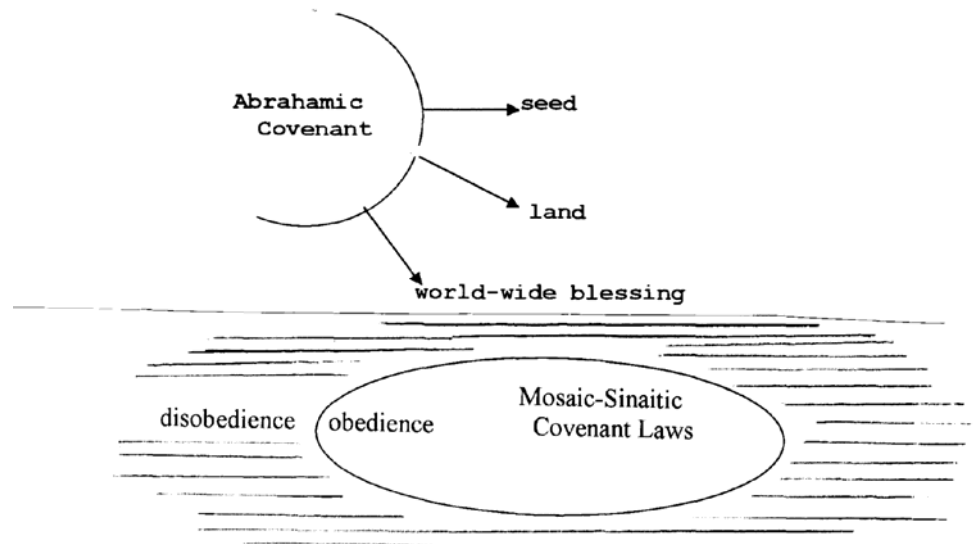 Abrahamic
Covenant
seed
land
world-wide blessing
disobedience
obedience
Mosaic-Sinaitic
Covenant Laws